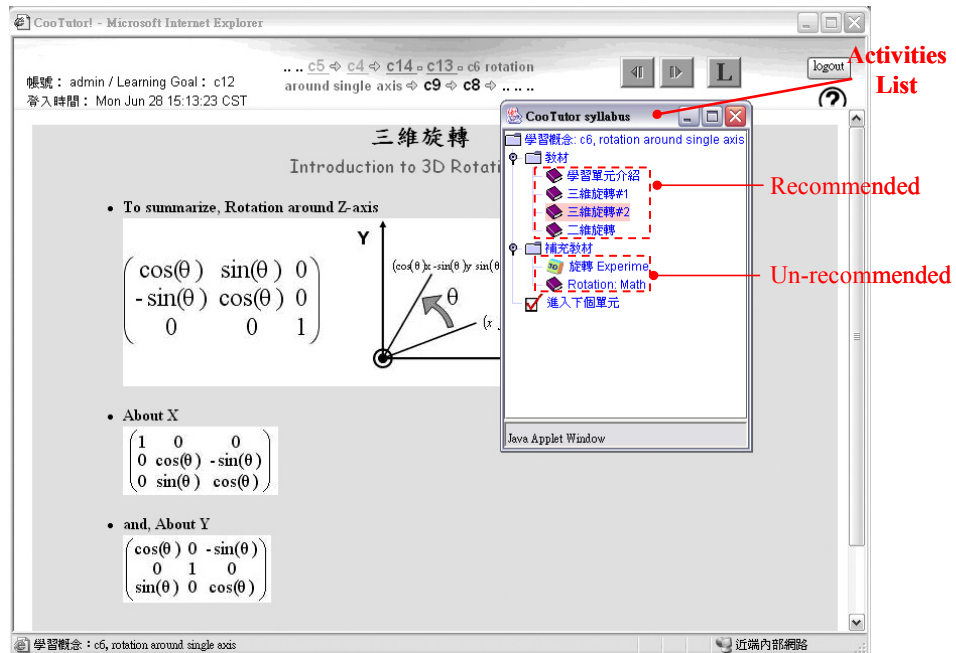 CooTutor! - Microsoft Internet Explorer
帳號： admin / Learning Goal : c12
登入時間： Mon Jun 28 15:13:23 CST
.. .. c5 ⇨ c4 ⇨ c14 ▫ c13 ▫ c6 rotation
around single axis ⇨ c9 ⇨ c8 ⇨ .. ... .
L
logout
Activities
List
三維旋轉
Introduction to 3D Rotati
• To summarize, Rotation around Z-axis
cos(θ) sin(θ) 0
-sin(θ) cos(θ) 0
0 0 1
Y
(cos(θ)x -sin(θ)y sin(θ
θ
(x
• About X
1 0 0
0 cos(θ) -sin(θ)
0 sin(θ) cos(θ)
• and, About Y
cos(θ) 0 -sin(θ)
0 1 0
sin(θ) 0 cos(θ)
CooTutor syllabus
學習概念: c6, rotation around single axis
教材
學習單元介紹
三維旋轉#1
三維旋轉#2
二維旋轉
補充教材
3D 旋轉 Experime
Rotation: Math
進入下個單元
Java Applet Window
Recommended
Un-recommended
學習概念：c6, rotation around single axis
近端內部網路